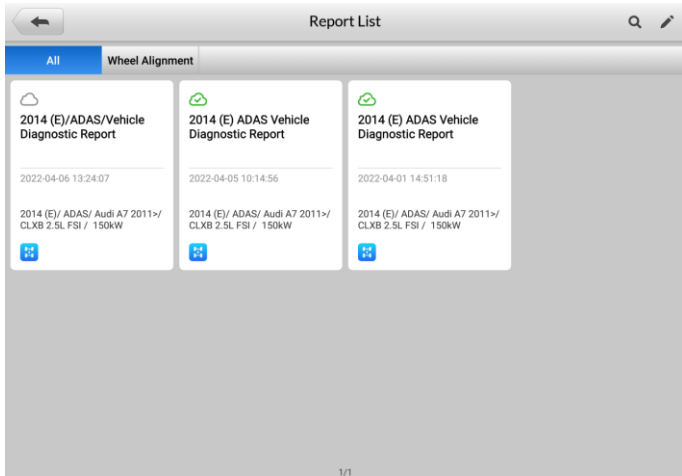 Report List
All
Wheel Alignment
2014 (E)/ADAS/Vehicle
Diagnostic Report
2022-04-06 13:24:07
2014 (E)/ ADAS/ Audi A7 2011>/
CLXB 2.5L FSI / 150kW
2014 (E) ADAS Vehicle
Diagnostic Report
2022-04-05 10:14:56
2014 (E)/ ADAS/ Audi A7 2011>/
CLXB 2.5L FSI / 150kW
2014 (E) ADAS Vehicle
Diagnostic Report
2022-04-01 14:51:18
2014 (E)/ ADAS/ Audi A7 2011>/
CLXB 2.5L FSI / 150kW
1/1